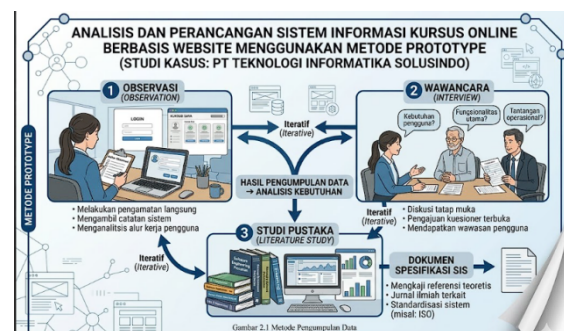 ANALISIS DAN PERANCANGAN SISTEM INFORMASI KURSUS ONLINE
BERBASIS WEBSITE MENGGUNAKAN METODE PROTOTYPE
(STUDI KASUS: PT TEKNOLOGI INFORMATIKA SOLUSINDO)
METODE PROTOTYPE
1 OBSERVASI
(OBSERVATION)
LOGIN
• Melakukan pengamatan langsung
• Mengambil catatan sistem
• Menganalitsis alur kerja pengguna
Iteratif
(Iterative)
2 WAWANCARA
(INTERVIEW)
Kebutuhan
pengguna?
Fungsionalitas
utama?
Tantangan
operasional?
• Diskusi tatap muka
• Pengajuan kuesioner terbuka
• Mendapatkan wawasan pengguna
HASIL PENGUMPULAN DATA
→ ANALISIS KEBUTUHAN
Iteratif
(Iterative)
Iteratif
(Iterative)
3 STUDI PUSTAKA
(LITERATURE STUDY)
DOKUMEN
SPESIFIKASI SIS
• Mengkaji referensi teoretis
• Jurnal ilmiah terkait
• Standardisasi sistem
(misal: ISO)
Gambar 2.1 Metode Pengumpulan Data